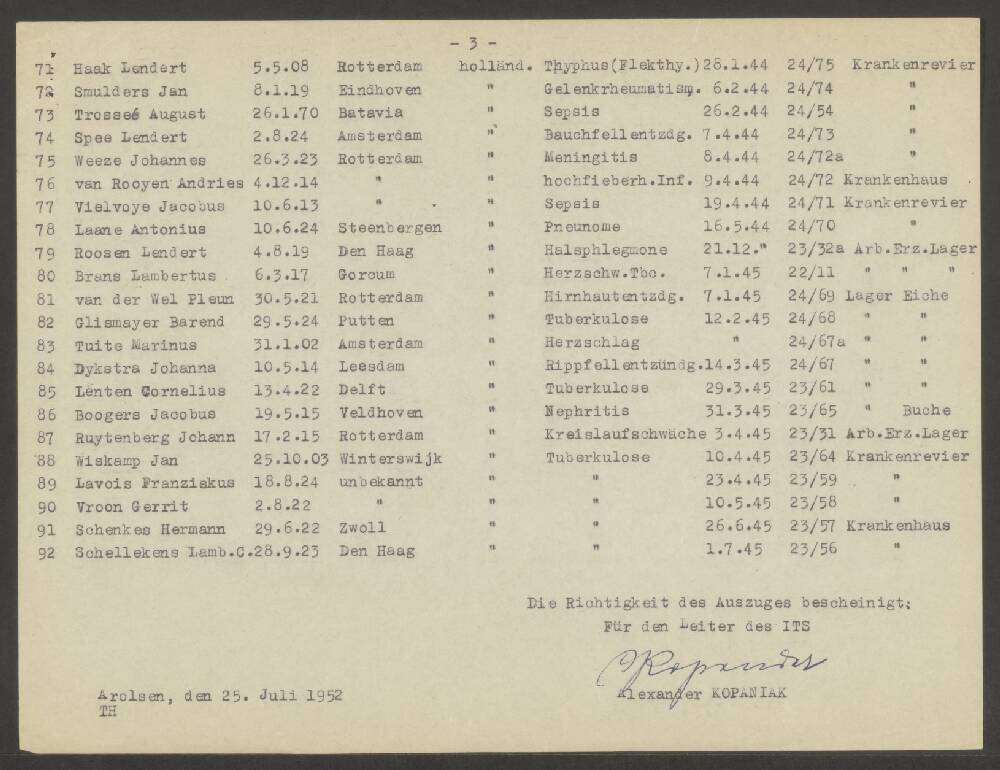 - 3 -
71 Haak Lendert 5.5.08 Rotterdam holländ. Thyphus(Flekthy.)28.1.44 24/75 Krankenrevier
72 Smulders Jan 8.1.19 Eindhoven " Gelenkrheumatism. 6.2.44 24/74 "
73 Trosseé August 26.1.70 Batavia " Sepsis 26.2.44 24/54 "
74 Spee Lendert 2.8.24 Amsterdam " Bauchfellentzdg. 7.4.44 24/73 "
75 Weeze Johannes 26.3.23 Rotterdam " Meningitis 8.4.44 24/72a "
76 van Rooyen Andries 4.12.14 " " hochfieberh.Inf. 9.4.44 24/72 Krankenhaus
77 Vielvoye Jacobus 10.6.13 " " Sepsis 19.4.44 24/71 Krankenrevier
78 Laane Antonius 10.6.24 Steenbergen " Pneunome 16.5.44 24/70 "
79 Roosen Lendert 4.8.19 Den Haag " Halsphlegmone 21.12." 23/32a Arb.Erz.Lager
80 Brans Lambertus 6.3.17 Gorcum " Herzschw.Tbc. 7.1.45 22/11 " " "
81 van der Wel Pleun 30.5.21 Rotterdam " Hirnhautentzdg. 7.1.45 24/69 Lager Eiche
82 Glismayer Barend 29.5.24 Putten " Tuberkulose 12.2.45 24/68 " "
83 Tuite Marinus 31.1.02 Amsterdam " Herzschlag " 24/67a " "
84 Dykstra Johanna 10.5.14 Leesdam " Rippfellentzündg.14.3.45 24/67 " "
85 Lenten Cornelius 13.4.22 Delft " Tuberkulose 29.3.45 23/61 " "
86 Boogers Jacobus 19.5.15 Veldhoven " Nephritis 31.3.45 23/65 " Buche
87 Ruytenberg Johann 17.2.15 Rotterdam " Kreislaufschwäche 3.4.45 23/31 Arb.Erz.Lager
88 Wiskamp Jan 25.10.03 Winterswijk " Tuberkulose 10.4.45 23/64 Krankenrevier
89 Lavois Franziskus 18.8.24 unbekannt " " 23.4.45 23/59 "
90 Vroon Gerrit 2.8.22 " " " 10.5.45 23/58 "
91 Schenkes Hermann 29.6.22 Zwoll " " 26.6.45 23/57 Krankenhaus
92 Schellekens Lamb.C.28.9.23 Den Haag " " 1.7.45 23/56 "
Die Richtigkeit des Auszuges bescheinigt:
Für den Leiter des ITS
Alexander KOPANIAK
Arolsen, den 25. Juli 1952
TH